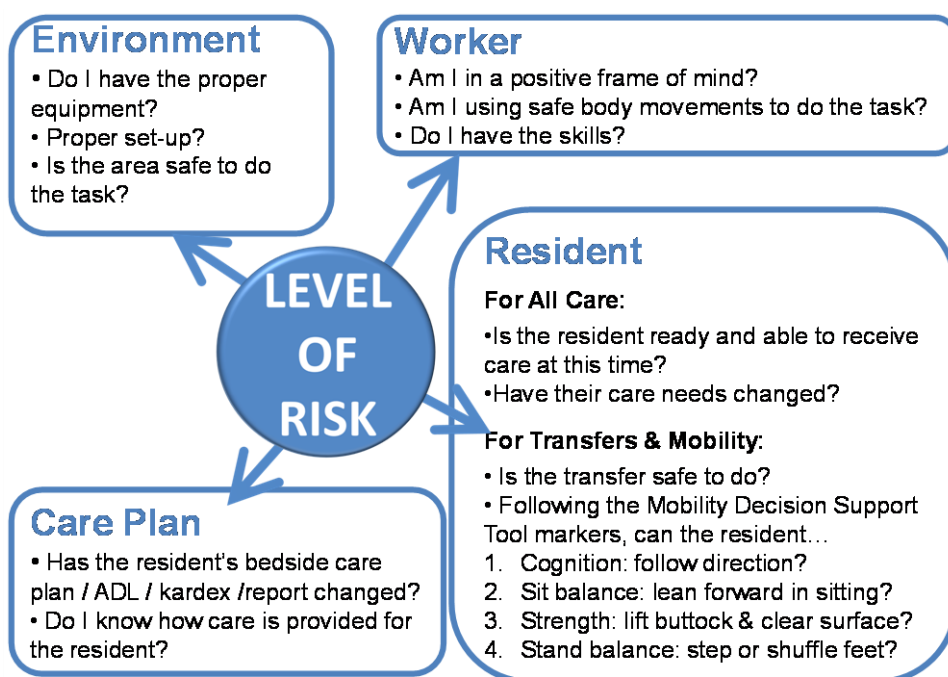 Environment
• Do I have the proper
equipment?
• Proper set-up?
• Is the area safe to do
the task?
Worker
• Am I in a positive frame of mind?
• Am I using safe body movements to do the task?
• Do I have the skills?
LEVEL
OF
RISK
Resident
For All Care:
•Is the resident ready and able to receive
care at this time?
•Have their care needs changed?
For Transfers & Mobility:
• Is the transfer safe to do?
• Following the Mobility Decision Support
Tool markers, can the resident…
1. Cognition: follow direction?
2. Sit balance: lean forward in sitting?
3. Strength: lift buttock & clear surface?
4. Stand balance: step or shuffle feet?
Care Plan
• Has the resident's bedside care
plan / ADL / kardex /report changed?
• Do I know how care is provided for
the resident?